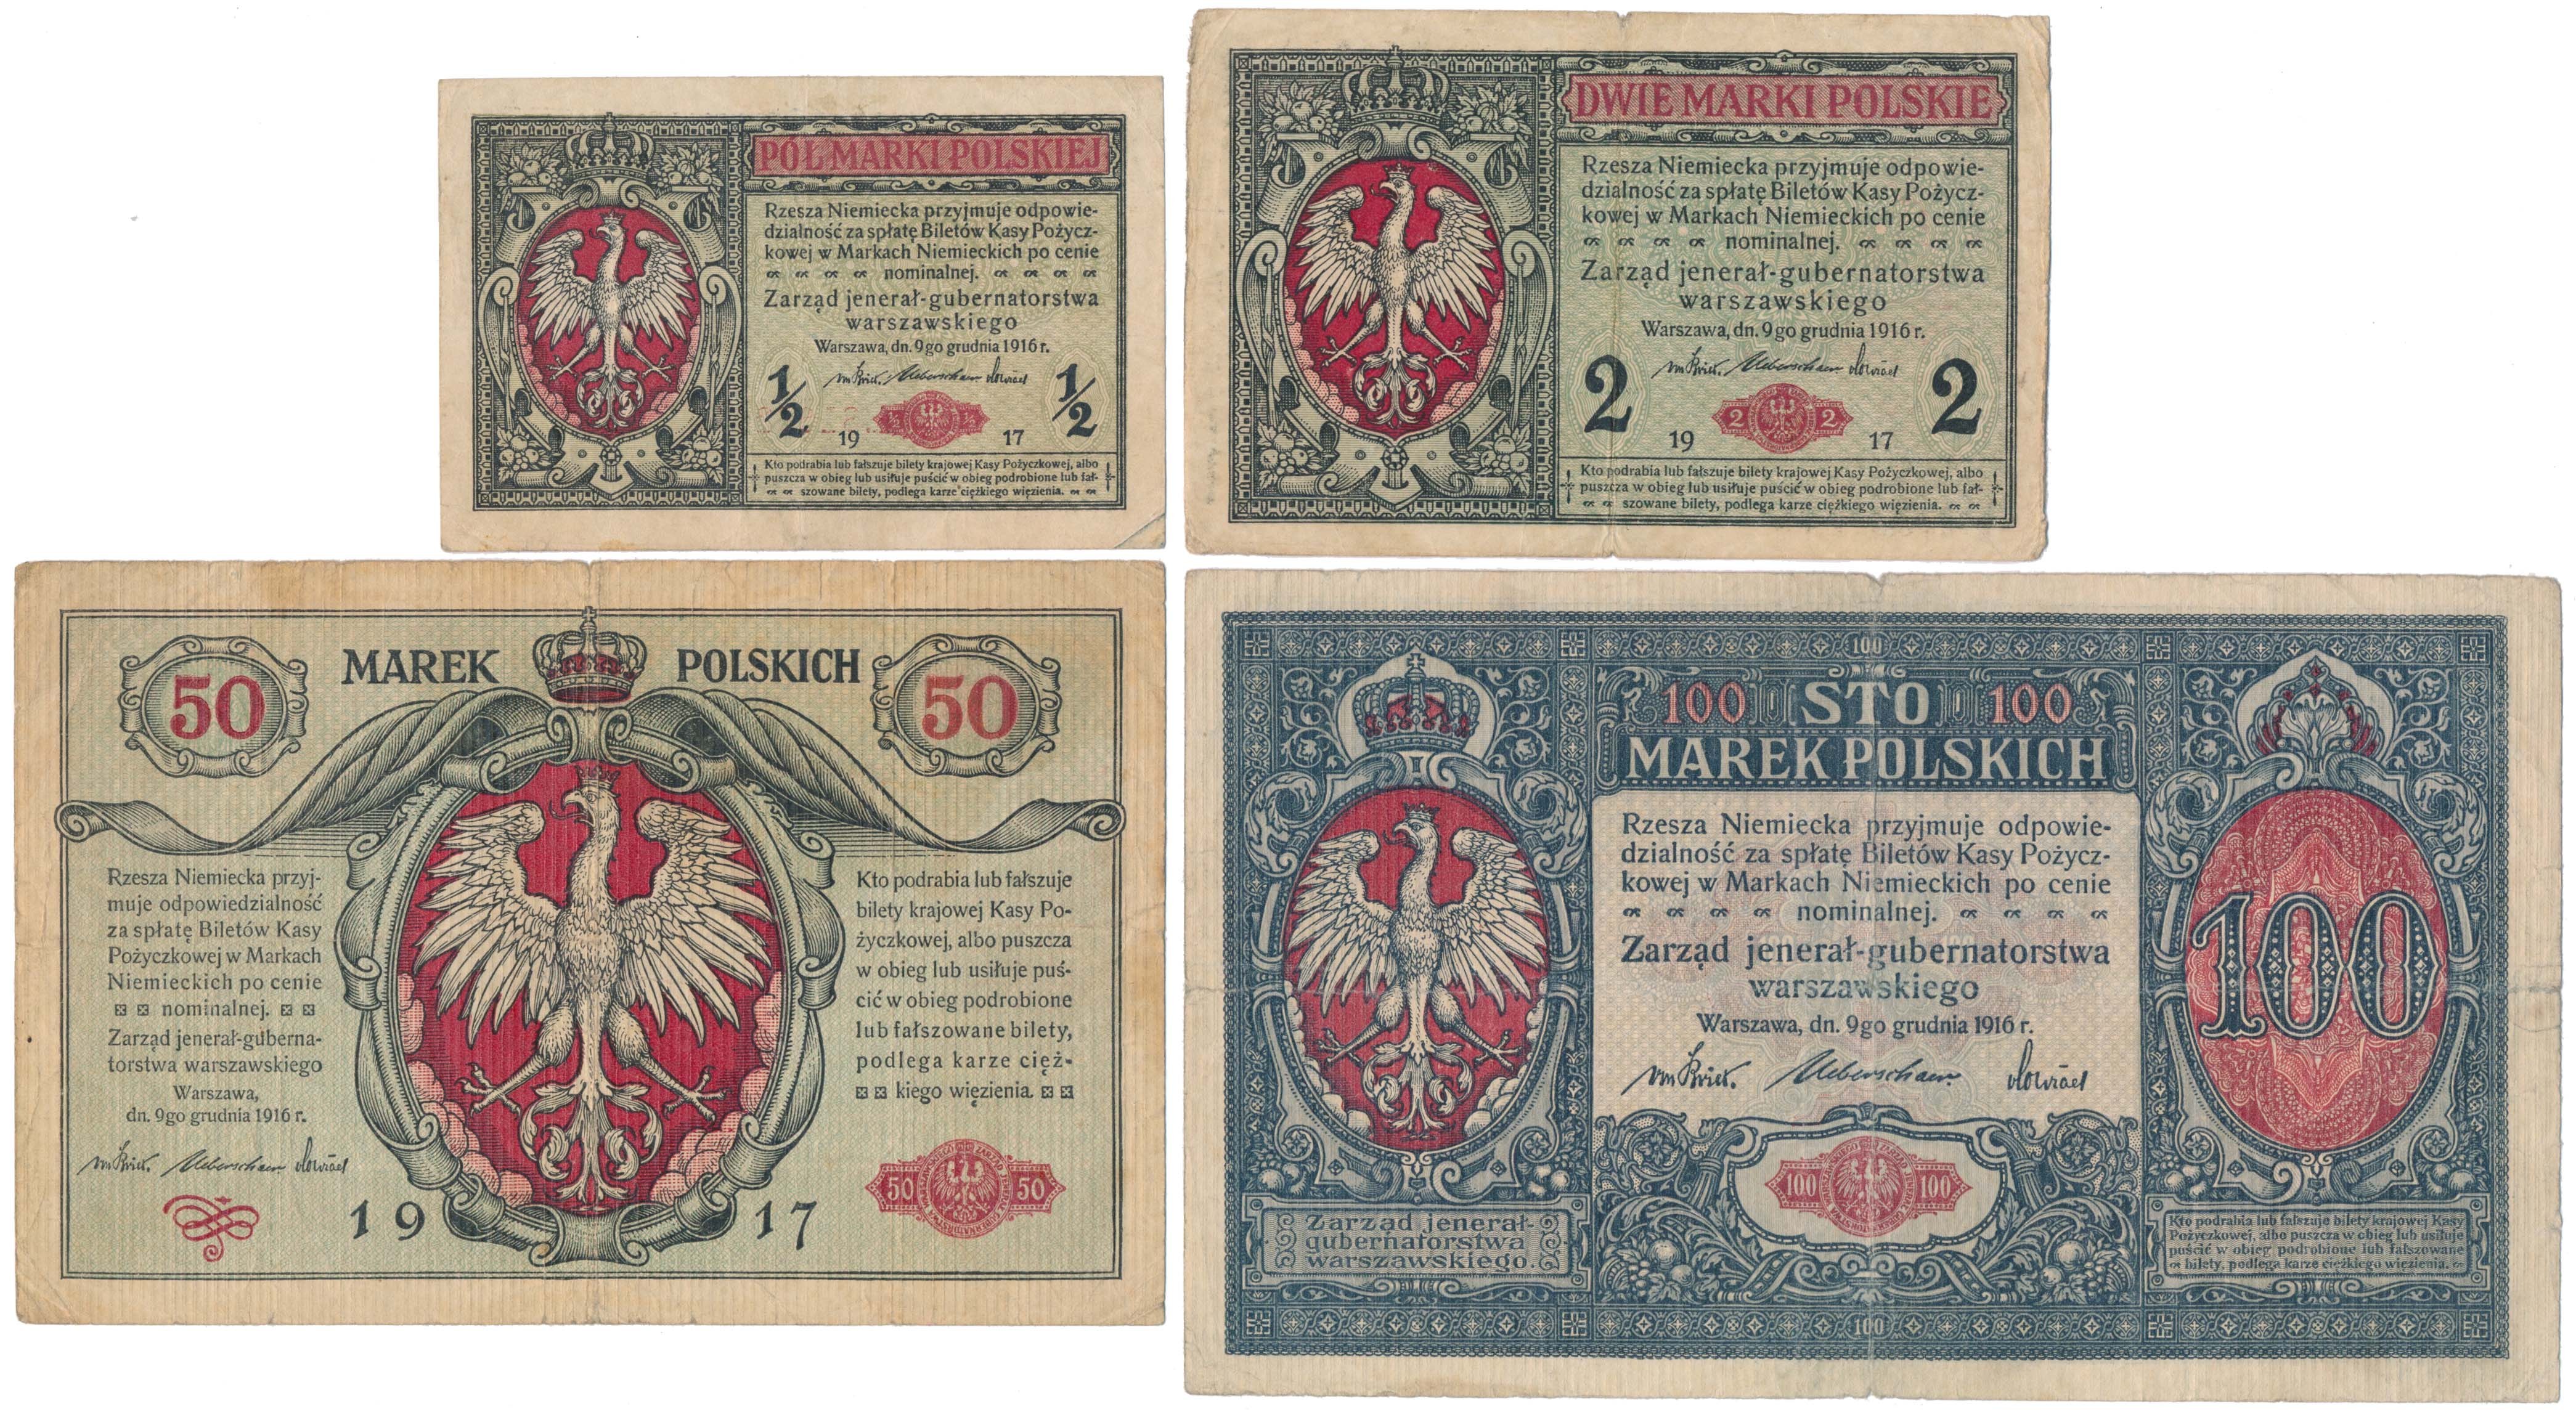 PÓŁ MARKI POLSKIEJ
Rzesza Niemiecka przyjmuje odpowie-
dzialność za spłatę Biletów Kasy Pożycz-
kowej w Markach Niemieckich po cenie
nominalnej.
Zarząd jenerał-gubernatorstwa
warszawskiego
Warszawa, dn. 9go grudnia 1916 r.
1/2 1/2
1/2 1/2
19 17
Kto podrabia lub fałszuje bilety krajowej Kasy Pożyczkowej, albo
puszcza w obieg lub usiłuje puścić w obieg podrobione lub fał-
szowane bilety, podlega karze ciężkiego więzienia.
DWIE MARKI POLSKIE
Rzesza Niemiecka przyjmuje odpowie-
dzialność za spłatę Biletów Kasy Pożycz-
kowej w Markach Niemieckich po cenie
nominalnej.
Zarząd jenerał-gubernatorstwa
warszawskiego
Warszawa, dn. 9go grudnia 1916 r.
2 2
2 2
19 17
Kto podrabia lub fałszuje bilety krajowej Kasy Pożyczkowej, albo
puszcza w obieg lub usiłuje puścić w obieg podrobione lub fał-
szowane bilety, podlega karze ciężkiego więzienia.
MAREK POLSKICH
50 50
Rzesza Niemiecka przyj-
muje odpowiedzialność
za spłatę Biletów Kasy
Pożyczkowej w Markach
Niemieckich po cenie
nominalnej.
Zarząd jenerał-guberna-
torstwa warszawskiego
Warszawa,
dn. 9go grudnia 1916 r.
Kto podrabia lub fałszuje
bilety krajowej Kasy Po-
życzkowej, albo puszcza
w obieg lub usiłuje puś-
cić w obieg podrobione
lub fałszowane bilety,
podlega karze cięż-
kiego więzienia.
19 17
50 50
100
100 STO 100
MAREK POLSKICH
Rzesza Niemiecka przyjmuje odpowie-
dzialność za spłatę Biletów Kasy Pożycz-
kowej w Markach Niemieckich po cenie
nominalnej.
Zarząd jenerał-gubernatorstwa
warszawskiego
Warszawa, dn. 9go grudnia 1916 r.
100
100 100
Zarząd jenerał-
gubernatorstwa
warszawskiego.
Kto podrabia lub fałszuje bilety krajowej Kasy
Pożyczkowej, albo puszcza w obieg lub usiłuje
puścić w obieg podrobione lub fałszowane
bilety, podlega karze ciężkiego więzienia.
100